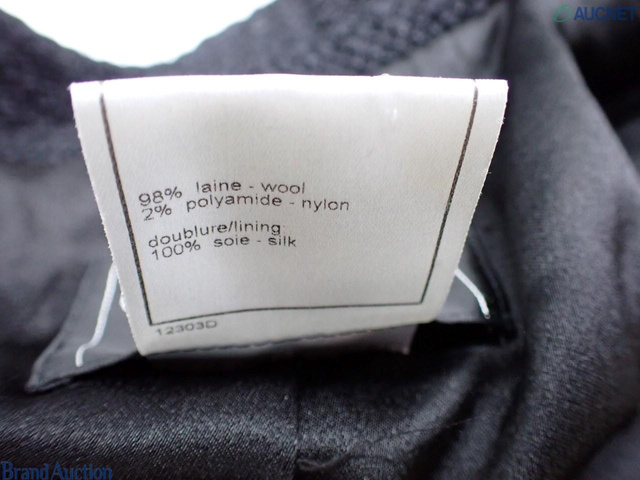 AUCNET
98% laine - wool
2% polyamide - nylon
doublure/lining
100% soie - silk
12303D
Brand Auction